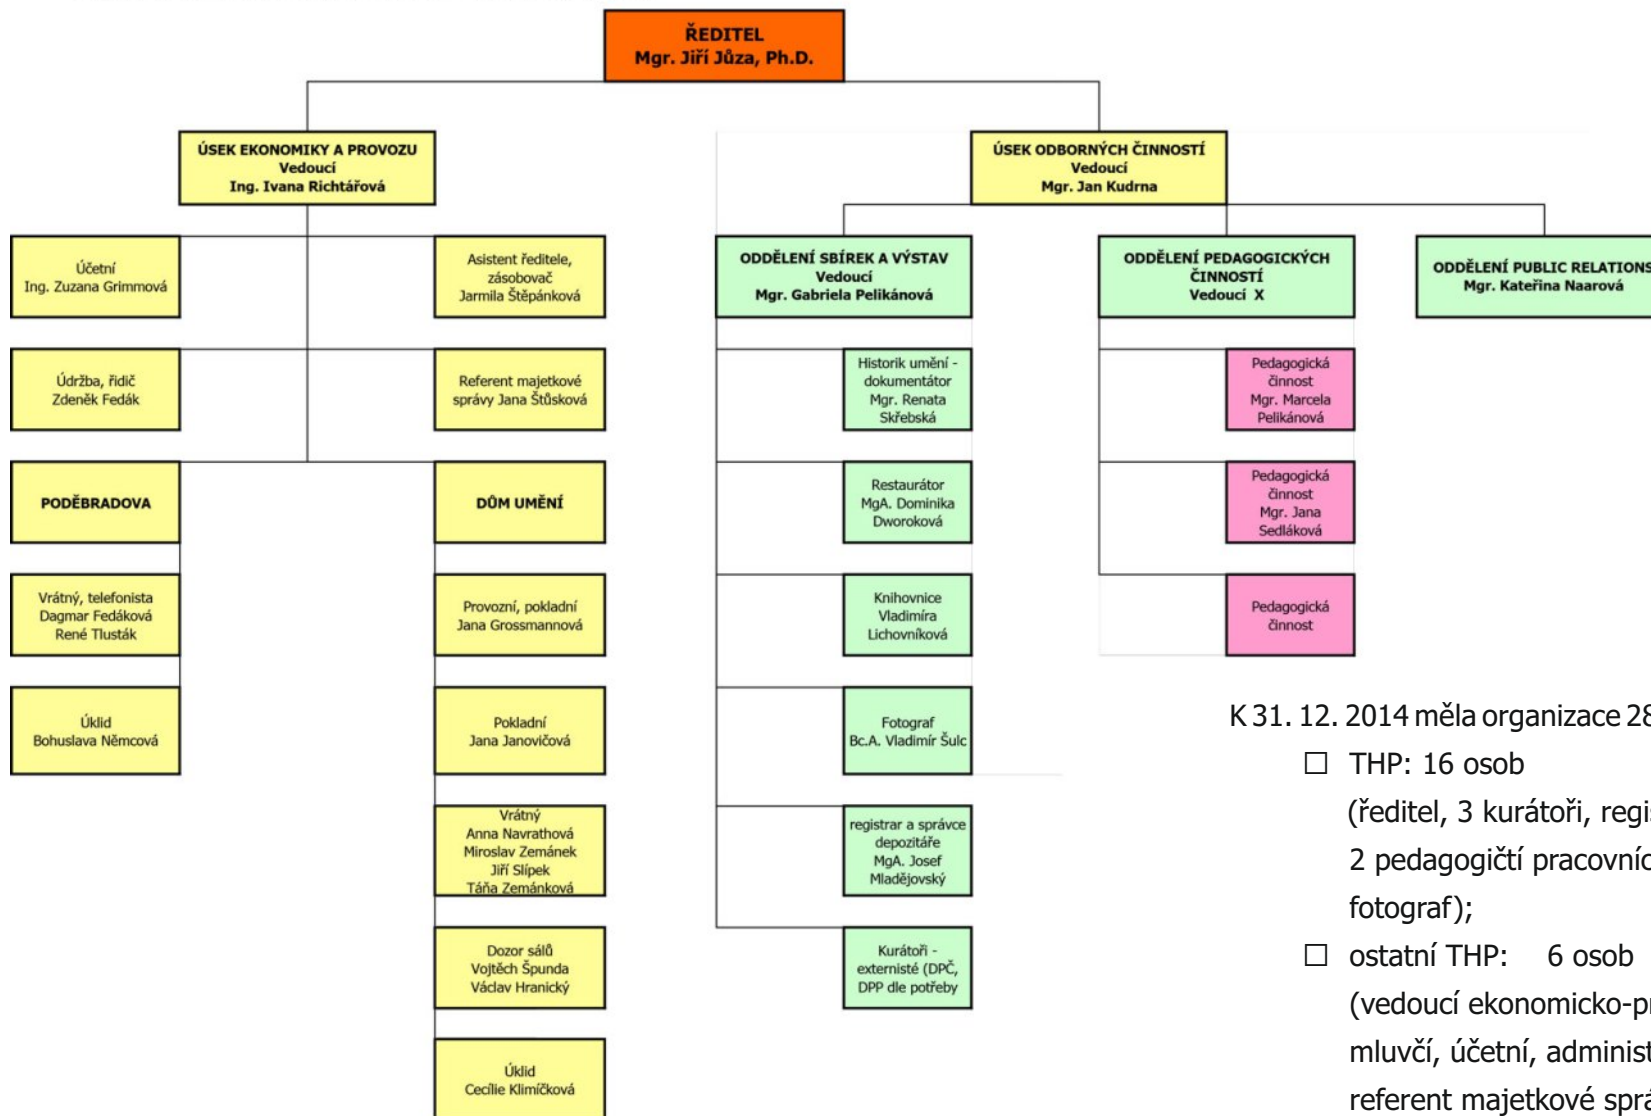 ŘEDITEL
Mgr. Jiří Jůza, Ph.D.
ÚSEK EKONOMIKY A PROVOZU
Vedoucí
Ing. Ivana Richtářová
ÚSEK ODBORNÝCH ČINNOSTÍ
Vedoucí
Mgr. Jan Kudrna
Účetní
Ing. Zuzana Grimmová
Asistent ředitele,
zásobovač
Jarmila Štěpánková
ODDĚLENÍ SBÍREK A VÝSTAV
Vedoucí
Mgr. Gabriela Pelikánová
ODDĚLENÍ PEDAGOGICKÝCH
ČINNOSTÍ
Vedoucí X
ODDĚLENÍ PUBLIC RELATIONS
Mgr. Kateřina Naarová
Údržba, řidič
Zdeněk Fedák
Referent majetkové
správy Jana Štůsková
Historik umění -
dokumentátor
Mgr. Renata
Skřebská
Pedagogická
činnost
Mgr. Marcela
Pelikánová
PODĚBRADOVA
DŮM UMĚNÍ
Restaurátor
MgA. Dominika
Dworoková
Pedagogická
činnost
Mgr. Jana
Sedláková
Vrátný, telefonista
Dagmar Fedáková
René Tlusták
Provozní, pokladní
Jana Grossmannová
Knihovnice
Vladimíra
Lichovníková
Pedagogická
činnost
Úklid
Bohuslava Němcová
Pokladní
Jana Janovičová
Fotograf
Bc.A. Vladimír Šulc
Vrátný
Anna Navrathová
Miroslav Zemánek
Jiří Slípek
Táňa Zemánková
registrar a správce
depozitáře
MgA. Josef
Mladějovský
Dozor sálů
Vojtěch Špunda
Václav Hranický
Kurátoři -
externisté (DPČ,
DPP dle potřeby
Úklid
Cecílie Klimíčková
K 31. 12. 2014 měla organizace 28
☐ THP: 16 osob
(ředitel, 3 kurátoři, regis
2 pedagogičtí pracovníc
fotograf);
☐ ostatní THP: 6 osob
(vedoucí ekonomicko-pr
mluvčí, účetní, administ
referent majetkové sprá